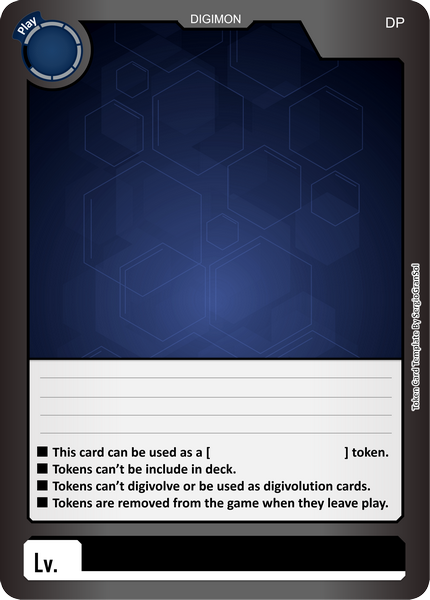 Play
DIGIMON
DP
Token Card Template By SergioGranSol
This card can be used as a [ ] token.
Tokens can't be include in deck.
Tokens can't digivolve or be used as digivolution cards.
Tokens are removed from the game when they leave play.
Lv.